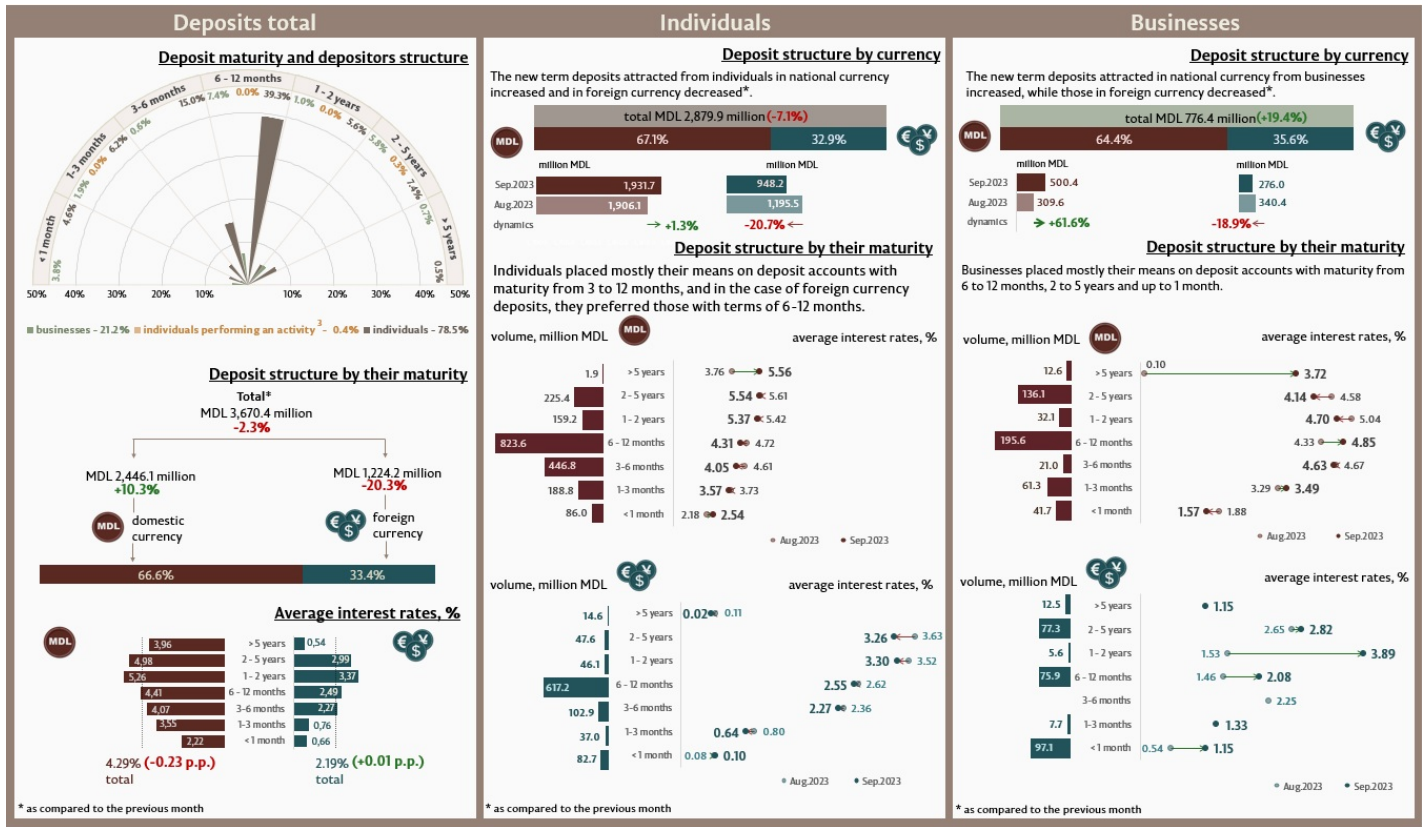 Deposits total
Deposit maturity and depositors structure
< 1 month
1-3 months
3-6 months
6 - 12 months
1 - 2 years
2 - 5 years
> 5 years
3.8%
4.6%
1.9%
0.0%
6.2%
0.6%
15.0%
7.4%
0.0%
39.3%
1.0%
0.0%
5.6%
5.8%
0.3%
7.4%
0.7%
0.5%
50% 40% 30% 20% 10% 10% 20% 30% 40% 50%
businesses - 21.2% individuals performing an activity 3 - 0.4% individuals - 78.5%
Deposit structure by their maturity
Total*
MDL 3,670.4 million
-2.3%
MDL 2,446.1 million
+10.3%
MDL 1,224.2 million
-20.3%
MDL domestic currency
€ ¥ $ foreign currency
66.6% 33.4%
Average interest rates, %
MDL € ¥ $
3,96 > 5 years 0,54
4,98 2 - 5 years 2,99
5,26 1 - 2 years 3,37
4,41 6 - 12 months 2,49
4,07 3-6 months 2,27
3,55 1-3 months 0,76
2,22 < 1 month 0,66
4.29% (-0.23 p.p.)
total
2.19% (+0.01 p.p.)
total
* as compared to the previous month
Individuals
Deposit structure by currency
The new term deposits attracted from individuals in national currency
increased and in foreign currency decreased*.
total MDL 2,879.9 million (-7.1%)
MDL 67.1% 32.9% € ¥ $
million MDL million MDL
Sep.2023 1,931.7 948.2
Aug.2023 1,906.1 1,195.5
dynamics +1.3% -20.7%
Deposit structure by their maturity
Individuals placed mostly their means on deposit accounts with
maturity from 3 to 12 months, and in the case of foreign currency
deposits, they preferred those with terms of 6-12 months.
volume, million MDL MDL average interest rates, %
1.9 > 5 years 3.76 5.56
225.4 2 - 5 years 5.54 5.61
159.2 1 - 2 years 5.37 5.42
823.6 6 - 12 months 4.31 4.72
446.8 3-6 months 4.05 4.61
188.8 1-3 months 3.57 3.73
86.0 < 1 month 2.18 2.54
Aug.2023 Sep.2023
volume, million MDL € ¥ $ average interest rates, %
14.6 > 5 years 0.02 0.11
47.6 2 - 5 years 3.26 3.63
46.1 1 - 2 years 3.30 3.52
617.2 6 - 12 months 2.55 2.62
102.9 3-6 months 2.27 2.36
37.0 1-3 months 0.64 0.80
82.7 < 1 month 0.08 0.10
Aug.2023 Sep.2023
* as compared to the previous month
Businesses
Deposit structure by currency
The new term deposits attracted in national currency from businesses
increased, while those in foreign currency decreased*.
total MDL 776.4 million (+19.4%)
MDL 64.4% 35.6% € ¥ $
million MDL million MDL
Sep.2023 500.4 276.0
Aug.2023 309.6 340.4
dynamics +61.6% -18.9%
Deposit structure by their maturity
Businesses placed mostly their means on deposit accounts with maturity from
6 to 12 months, 2 to 5 years and up to 1 month.
volume, million MDL MDL average interest rates, %
12.6 > 5 years 0.10 3.72
136.1 2 - 5 years 4.14 4.58
32.1 1 - 2 years 4.70 5.04
195.6 6 - 12 months 4.33 4.85
21.0 3-6 months 4.63 4.67
61.3 1-3 months 3.29 3.49
41.7 < 1 month 1.57 1.88
Aug.2023 Sep.2023
volume, million MDL € ¥ $ average interest rates, %
12.5 > 5 years 1.15
77.3 2 - 5 years 2.65 2.82
5.6 1 - 2 years 1.53 3.89
75.9 6 - 12 months 1.46 2.08
3-6 months 2.25
7.7 1-3 months 1.33
97.1 < 1 month 0.54 1.15
Aug.2023 Sep.2023
* as compared to the previous month